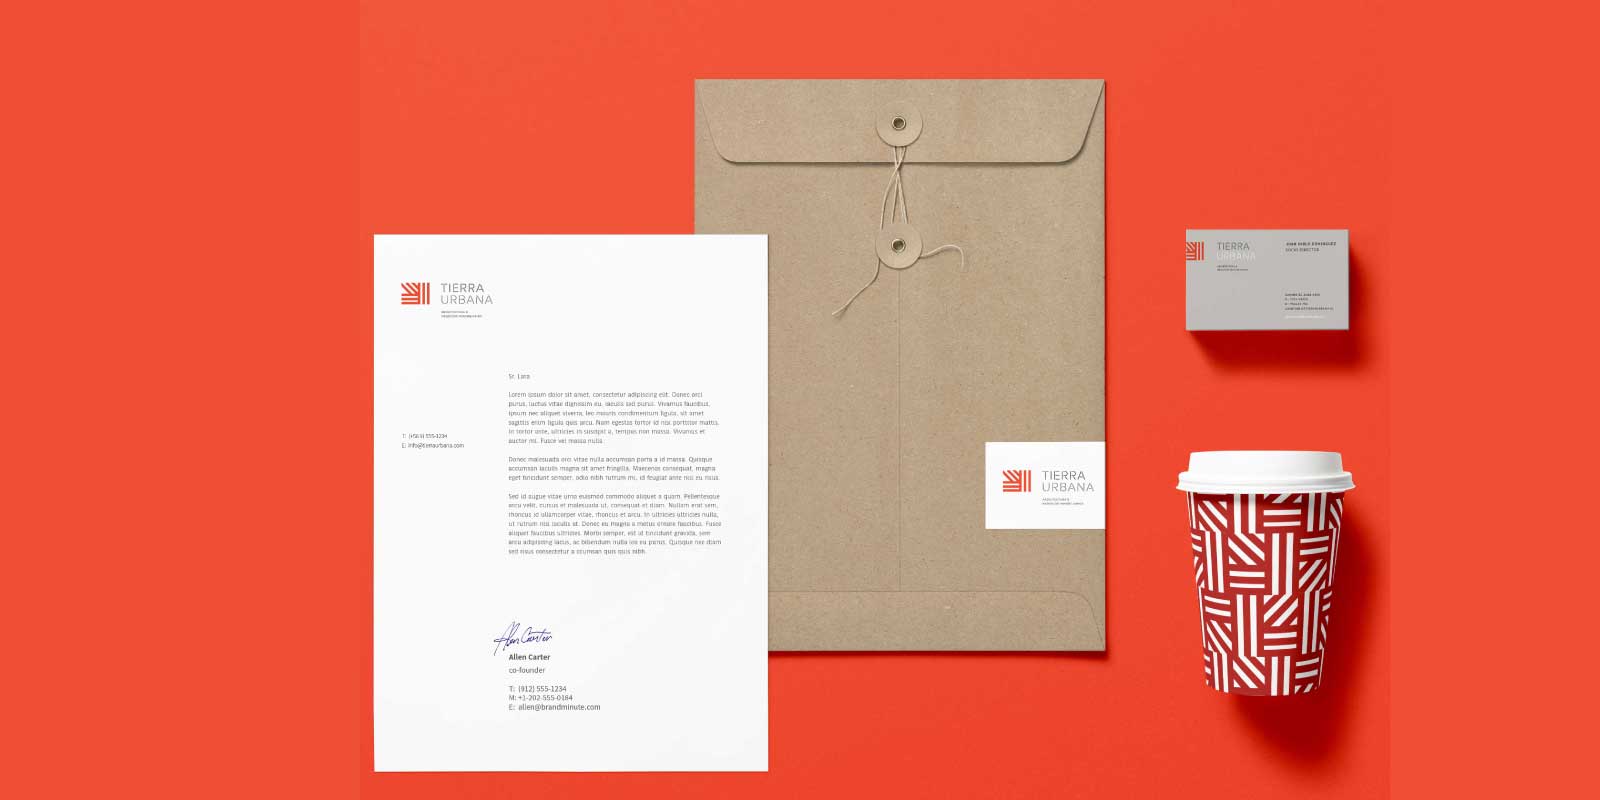 TIERRA
URBANA
Sr. Lara
Lorem ipsum dolor sit amet, consectetur adipiscing elit. Donec orci
purus, luctus vitae dignissim eu, iaculis sed purus. Vivamus faucibus,
ipsum nec aliquet viverra, leo mauris condimentum ligula, sit amet
sagittis enim ligula quis arcu. Nam egestas tortor id nisi porttitor mattis.
In tortor ante, ultricies in suscipit a, tempus non massa. Vivamus et
auctor mi. Fusce vel massa nulla.
T: (+56 9) 555-1234
E: info@tierraurbana.com
Donec malesuada orci vitae nulla accumsan porta a id massa. Quisque
accumsan iaculis magna sit amet fringilla. Maecenas consequat, magna
eget tincidunt semper, odio nibh rutrum mi, id feugiat ante nisi eu risus.
Sed id augue vitae urna euismod commodo aliquet a quam. Pellentesque
arcu velit, cursus et malesuada ut, consequat et diam. Nullam erat sem,
rhoncus id ullamcorper vitae, rhoncus et arcu. In ultricies ultricies nulla,
ut rutrum nisi iaculis at. Donec eu magna a metus ornare faucibus. Fusce
aliquet faucibus ultricies. Morbi semper, est id tincidunt gravida, sem
arcu adipiscing lacus, ac bibendum nulla leo eu purus. Quisque nec diam
sed risus consectetur a ccumsan quis quis nibh.
Allen Carter
Allen Carter
co-founder
T: (912) 555-1234
M: +1-202-555-0164
E: allen@brandminute.com
TIERRA
URBANA
TIERRA
URBANA
JUAN PABLO DOMINGUEZ
SOCIO DIRECTOR